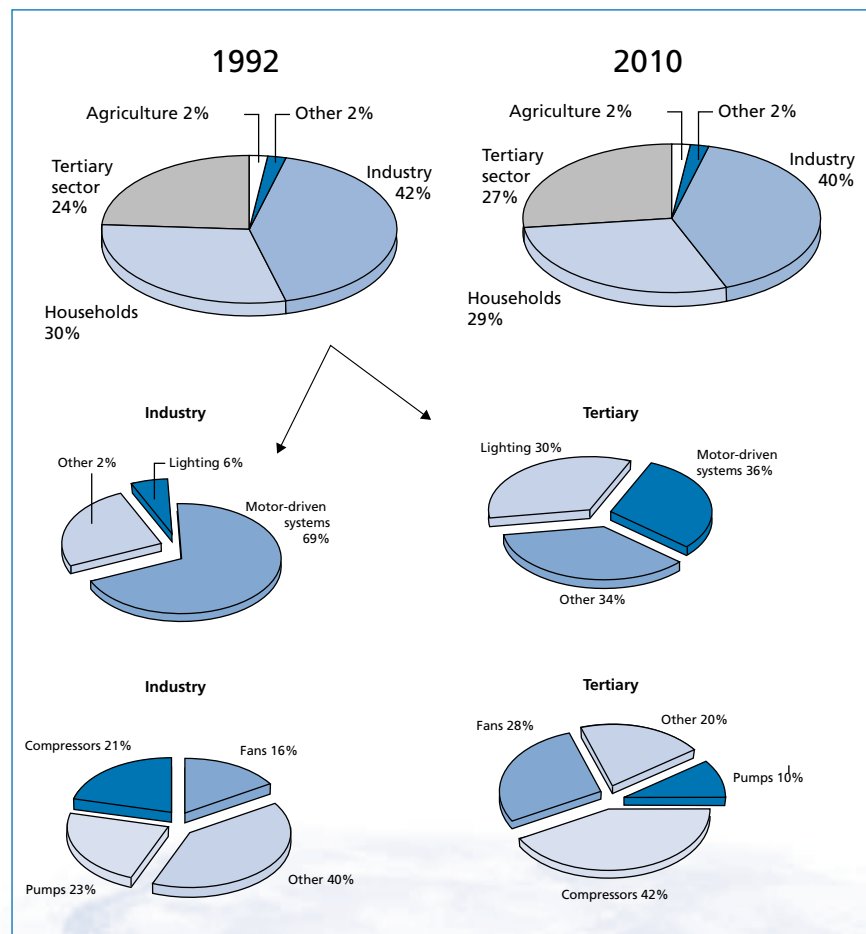 1992
Agriculture 2%
Other 2%
Tertiary
sector
24%
Industry
42%
Households
30%
2010
Agriculture 2%
Other 2%
Tertiary
sector
27%
Industry
40%
Households
29%
Industry
Other 2%
Lighting 6%
Motor-driven
systems
69%
Tertiary
Lighting 30%
Motor-driven
systems 36%
Other 34%
Industry
Compressors 21%
Fans 16%
Pumps 23%
Other 40%
Tertiary
Fans 28%
Other 20%
Pumps 10%
Compressors 42%